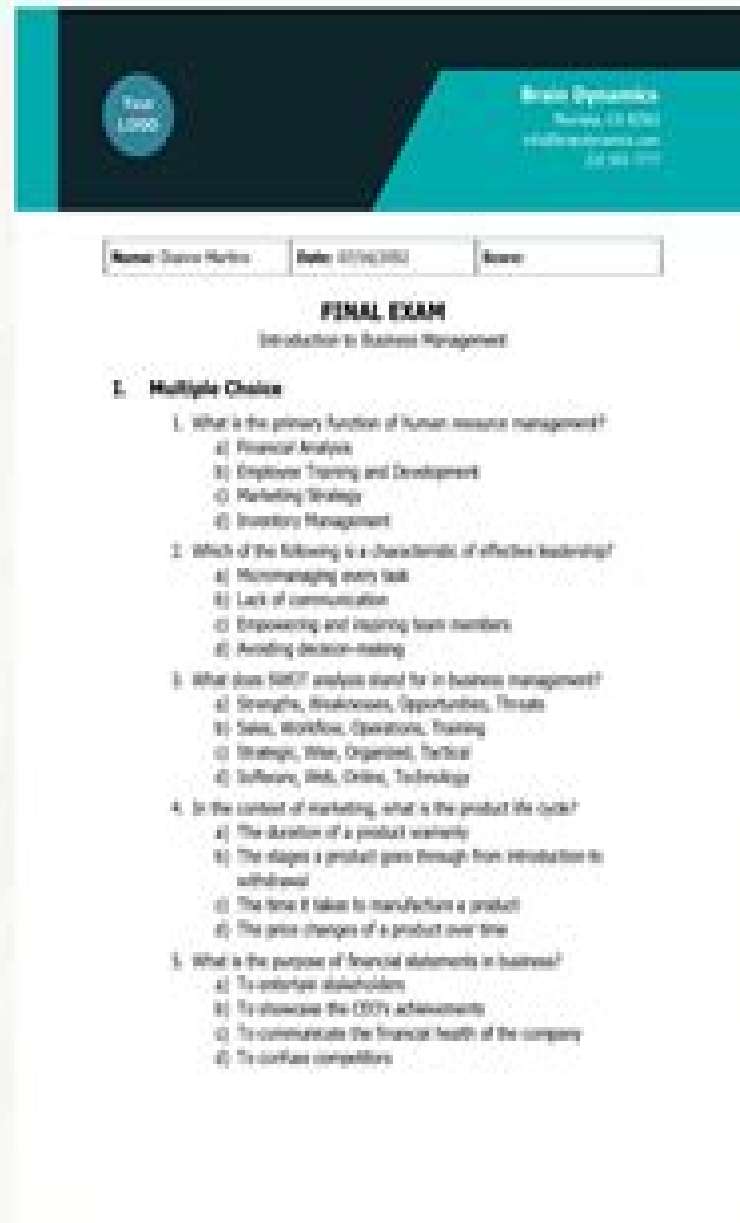 Your
LOGO
Brain Dynamics
Name: Martins
Date:
Score:
FINAL EXAM
Introduction to Business Management
I. Multiple Choice
1. What is the primary function of human resource management?
a) Financial Analysis
b) Employee Training and Development
c) Marketing Strategy
d) Inventory Management
2. Which of the following is a characteristic of effective leadership?
a) Micromanaging every task
b) Lack of communication
c) Empowering and inspiring team members
d) Avoiding decision-making
3. What does SWOT analysis stand for in business management?
a) Strengths, Weaknesses, Opportunities, Threats
b) Sales, Workflow, Operations, Training
c) Strategic, Wise, Organized, Tactical
d) Software, Web, Online, Technology
4. In the context of marketing, what is the product life cycle?
a) The duration of a product warranty
b) The stages a product goes through from introduction to
withdrawal
c) The time it takes to manufacture a product
d) The price changes of a product over time
5. What is the purpose of financial statements in business?
a) To entertain stakeholders
b) To showcase the CEO's achievements
c) To communicate the financial health of the company
d) To confuse competitors